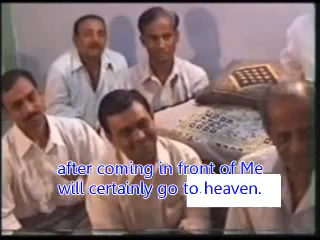 after coming in front of Me
will certainly go to heaven.